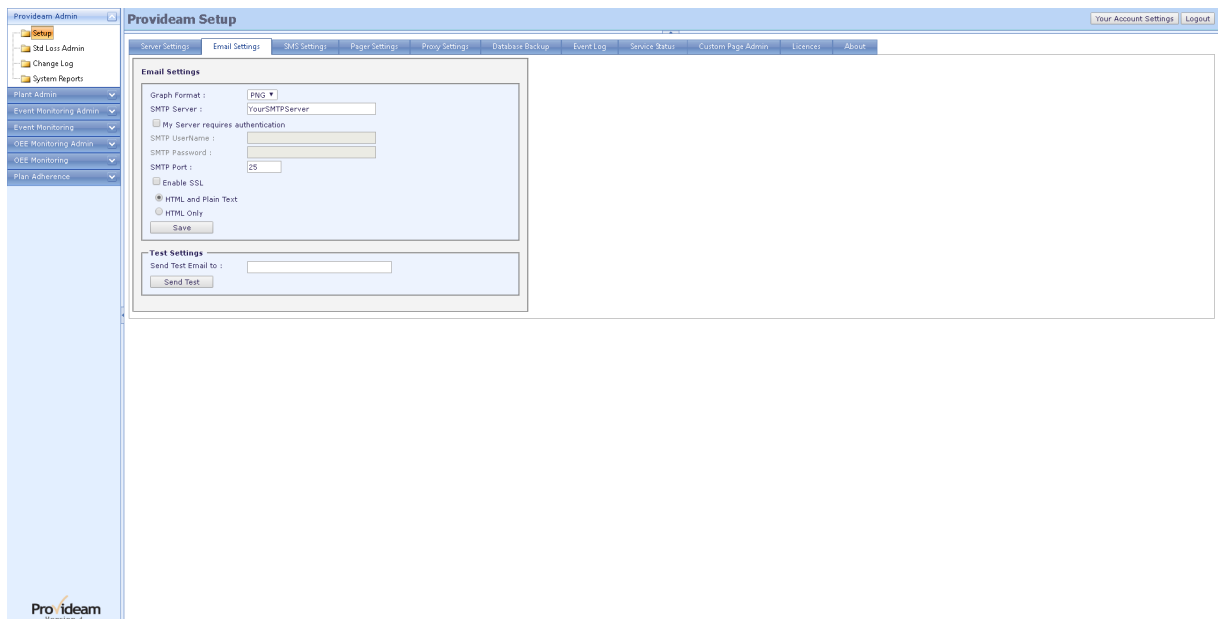 Provideam Admin
Setup
Std Loss Admin
Change Log
System Reports
Plant Admin
Event Monitoring Admin
Event Monitoring
OEE Monitoring Admin
OEE Monitoring
Plan Adherence
Provideam
Provideam Setup
Your Account Settings Logout
Server Settings Email Settings SMS Settings Pager Settings Proxy Settings Database Backup Event Log Service Status Custom Page Admin Licences About
Email Settings
Graph Format : PNG
SMTP Server : YourSMTPServer
My Server requires authentication
SMTP UserName :
SMTP Password :
SMTP Port : 25
Enable SSL
HTML and Plain Text
HTML Only
Save
Test Settings
Send Test Email to :
Send Test